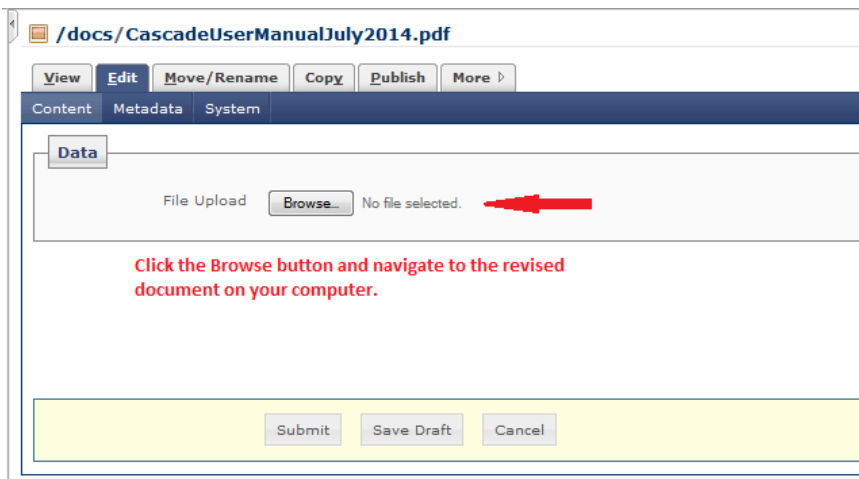 /docs/CascadeUserManualJuly2014.pdf
View Edit Move/Rename Copy Publish More ▷
Content Metadata System
Data
File Upload Browse... No file selected.
Click the Browse button and navigate to the revised
document on your computer.
Submit Save Draft Cancel